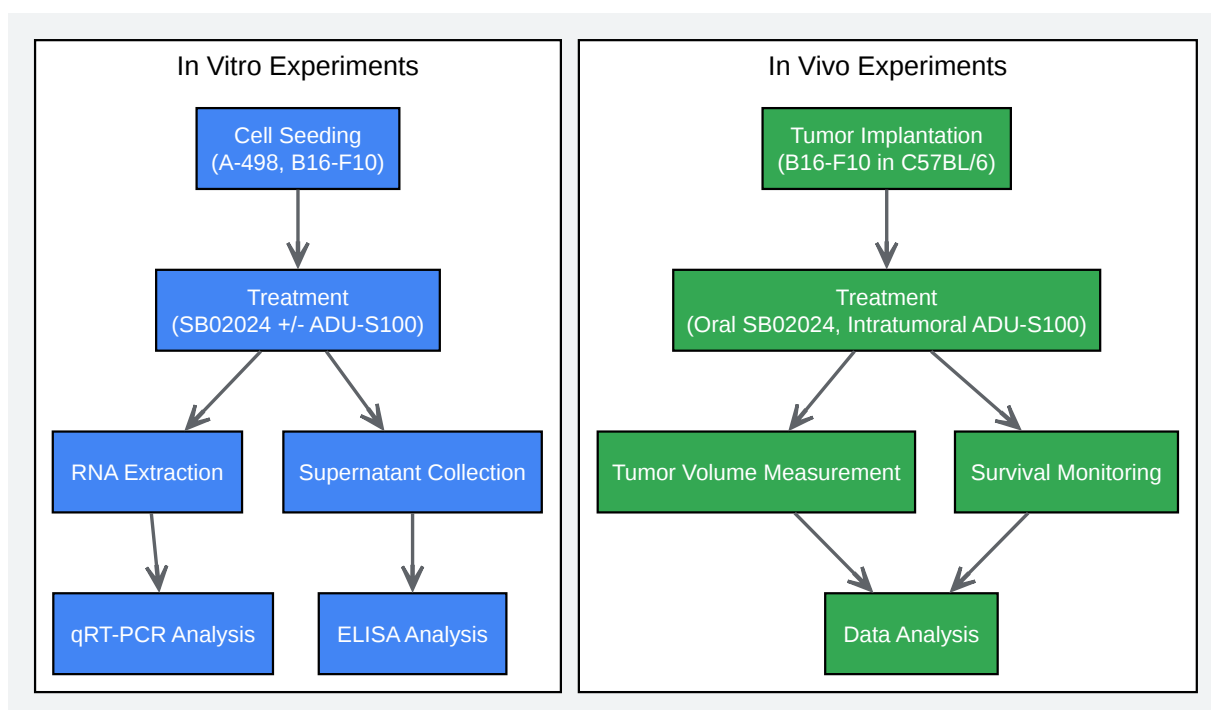 In Vitro Experiments
Cell Seeding
(A-498, B16-F10)
Treatment
(SB02024 +/- ADU-S100)
RNA Extraction
Supernatant Collection
qRT-PCR Analysis
ELISA Analysis
In Vivo Experiments
Tumor Implantation
(B16-F10 in C57BL/6)
Treatment
(Oral SB02024, Intratumoral ADU-S100)
Tumor Volume Measurement
Survival Monitoring
Data Analysis